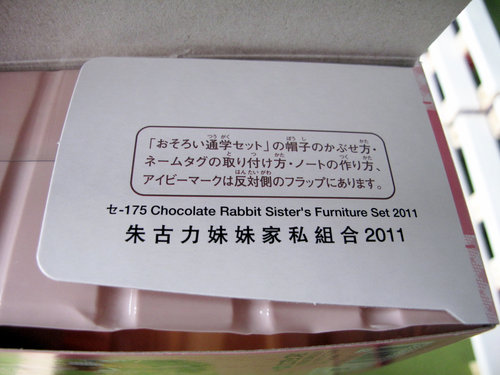 「おそろい通学セット」の帽子のかぶせ方・
ネームタグの取り付け方・ノートの作り方、
アイビーマークは反対側のフラップにあります。
セ-175 Chocolate Rabbit Sister's Furniture Set 2011
朱古力妹妹家私組合2011